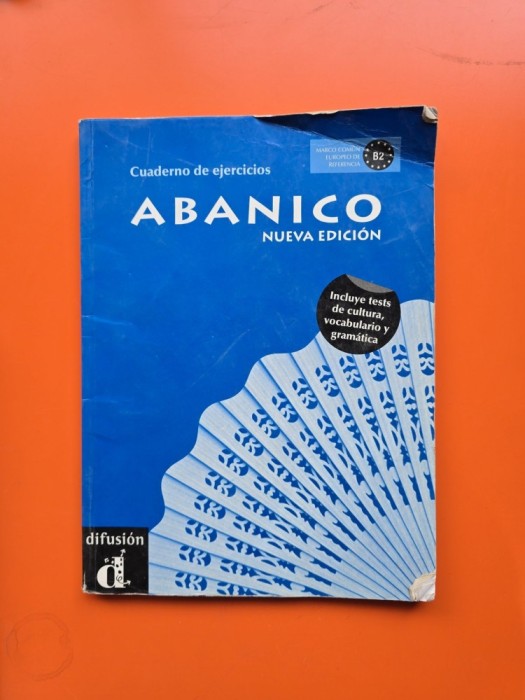 MARCO COMÚN
EUROPEO DE
REFERENCIA
B2
Cuaderno de ejercicios
ABANICO
NUEVA EDICIÓN
Incluye tests
de cultura,
vocabulario y
gramática
difusión
d